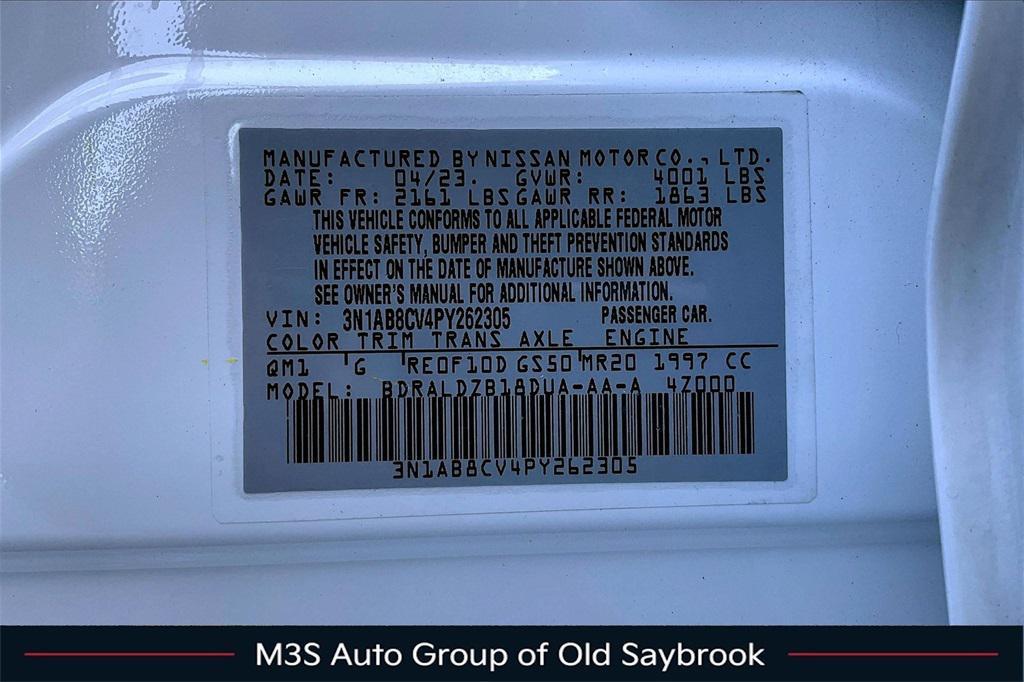 MANUFACTURED BY NISSAN MOTOR CO., LTD.
DATE: 04/23. GVWR: 4001 LBS
GAWR FR: 2161 LBS GAWR RR: 1863 LBS
THIS VEHICLE CONFORMS TO ALL APPLICABLE FEDERAL MOTOR
VEHICLE SAFETY, BUMPER AND THEFT PREVENTION STANDARDS
IN EFFECT ON THE DATE OF MANUFACTURE SHOWN ABOVE.
SEE OWNER'S MANUAL FOR ADDITIONAL INFORMATION.
VIN: 3N1AB8CV4PY262305 PASSENGER CAR.
COLOR TRIM TRANS AXLE ENGINE
QM1 G RE0F10D GS50 MR20 1997 CC
MODEL: BDRALDZB18DUA-AA-A 4Z000
3N1AB8CV4PY262305
M3S Auto Group of Old Saybrook